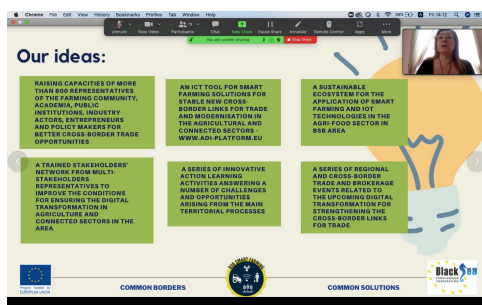 Chrome File Edit View History Bookmarks Profiles Tab Window Help
Fri 14:12
Unmute Stop Video Participants Chat New Share Pause Share Annotate Remote Control Apps More
You are screen sharing Stop Share
Our ideas:
RAISING CAPACITIES OF MORE
THAN 600 REPRESENTATIVES
OF THE FARMING COMMUNITY,
ACADEMIA, PUBLIC
INSTITUTIONS, INDUSTRY
ACTORS, ENTREPRENEURS
AND POLICY MAKERS FOR
BETTER CROSS-BORDER TRADE
OPPORTUNITIES
AN ICT TOOL FOR SMART
FARMING SOLUTIONS FOR
STABLE NEW CROSS-
BORDER LINKS FOR TRADE
AND MODERNISATION IN
THE AGRICULTURAL AND
CONNECTED SECTORS -
WWW.ADI-PLATFORM.EU
A SUSTAINABLE
ECOSYSTEM FOR THE
APPLICATION OF SMART
FARMING AND IOT
TECHNOLOGIES IN THE
AGRI-FOOD SECTOR IN
BSB AREA
A TRAINED STAKEHOLDERS'
NETWORK FROM MULTI-
STAKEHOLDERS
REPRESENTATIVES TO
IMPROVE THE CONDITIONS
FOR ENSURING THE DIGITAL
TRANSFORMATION IN
AGRICULTURE AND
CONNECTED SECTORS IN THE
AREA
A SERIES OF INNOVATIVE
ACTION LEARNING
ACTIVITIES ANSWERING A
NUMBER OF CHALLENGES
AND OPPORTUNITIES
ARISING FROM THE MAIN
TERRITORIAL PROCESSES
A SERIES OF REGIONAL
AND CROSS-BORDER
TRADE AND BROKERAGE
EVENTS RELATED TO
THE UPCOMING DIGITAL
TRANSFORMATION FOR
STRENGTHENING THE
CROSS-BORDER LINKS
FOR TRADE
Project funded by
EUROPEAN UNION
COMMON BORDERS
COMMON SOLUTIONS
Black Sea